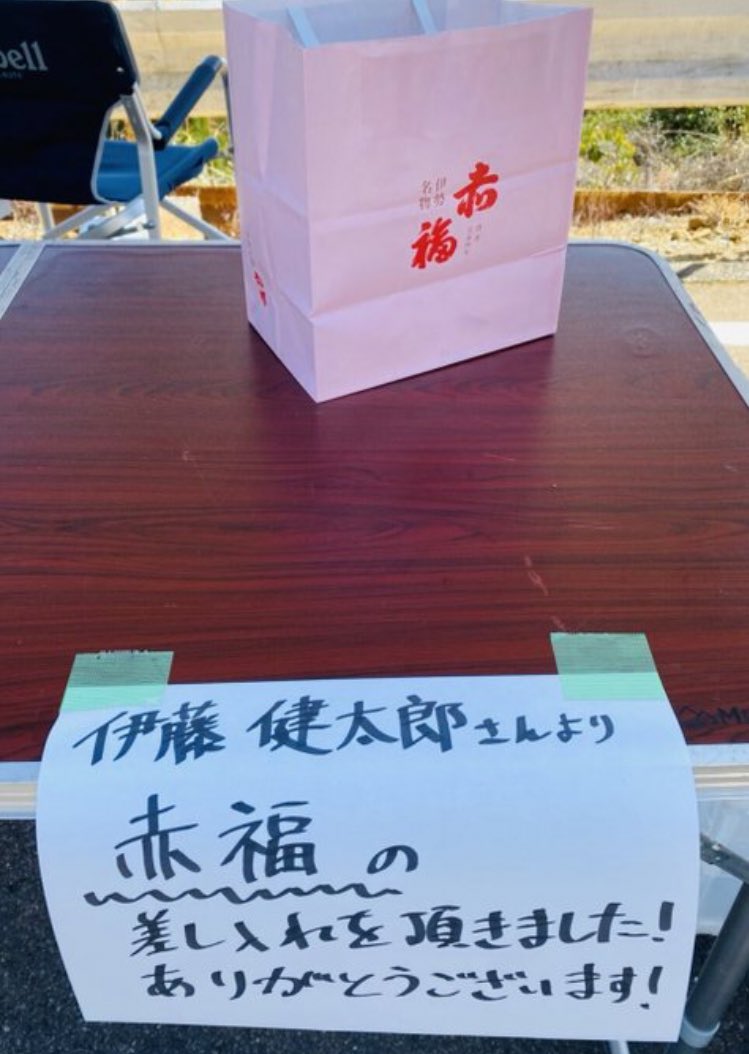 bell
伊勢
名物
赤
福
伊藤 健太郎さんより
赤福の
差し入れを頂きました!
ありがとうございます!